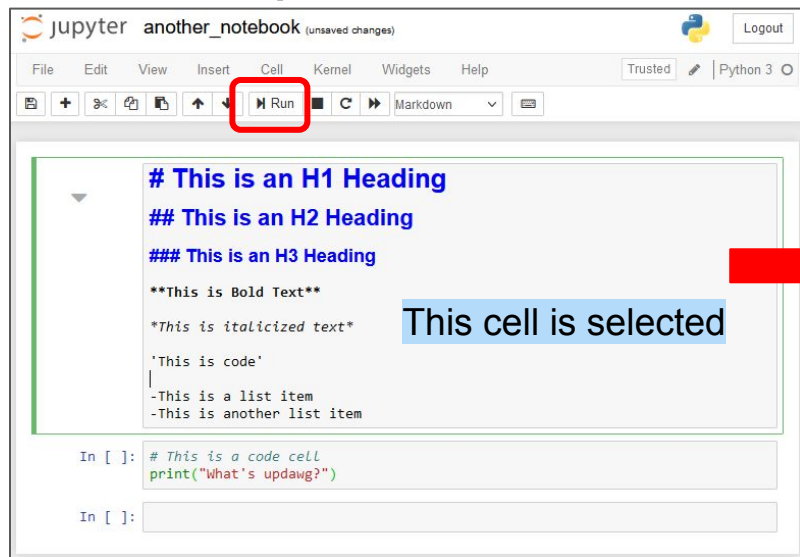 jupyter another_notebook (unsaved changes) Logout
File Edit View Insert Cell Kernel Widgets Help Trusted Python 3
Run C Markdown
# This is an H1 Heading
## This is an H2 Heading
### This is an H3 Heading
**This is Bold Text**
*This is italicized text*
This cell is selected
'This is code'
-This is a list item
-This is another list item
In [ ]: # This is a code cell
print("What's updawg?")
In [ ]: